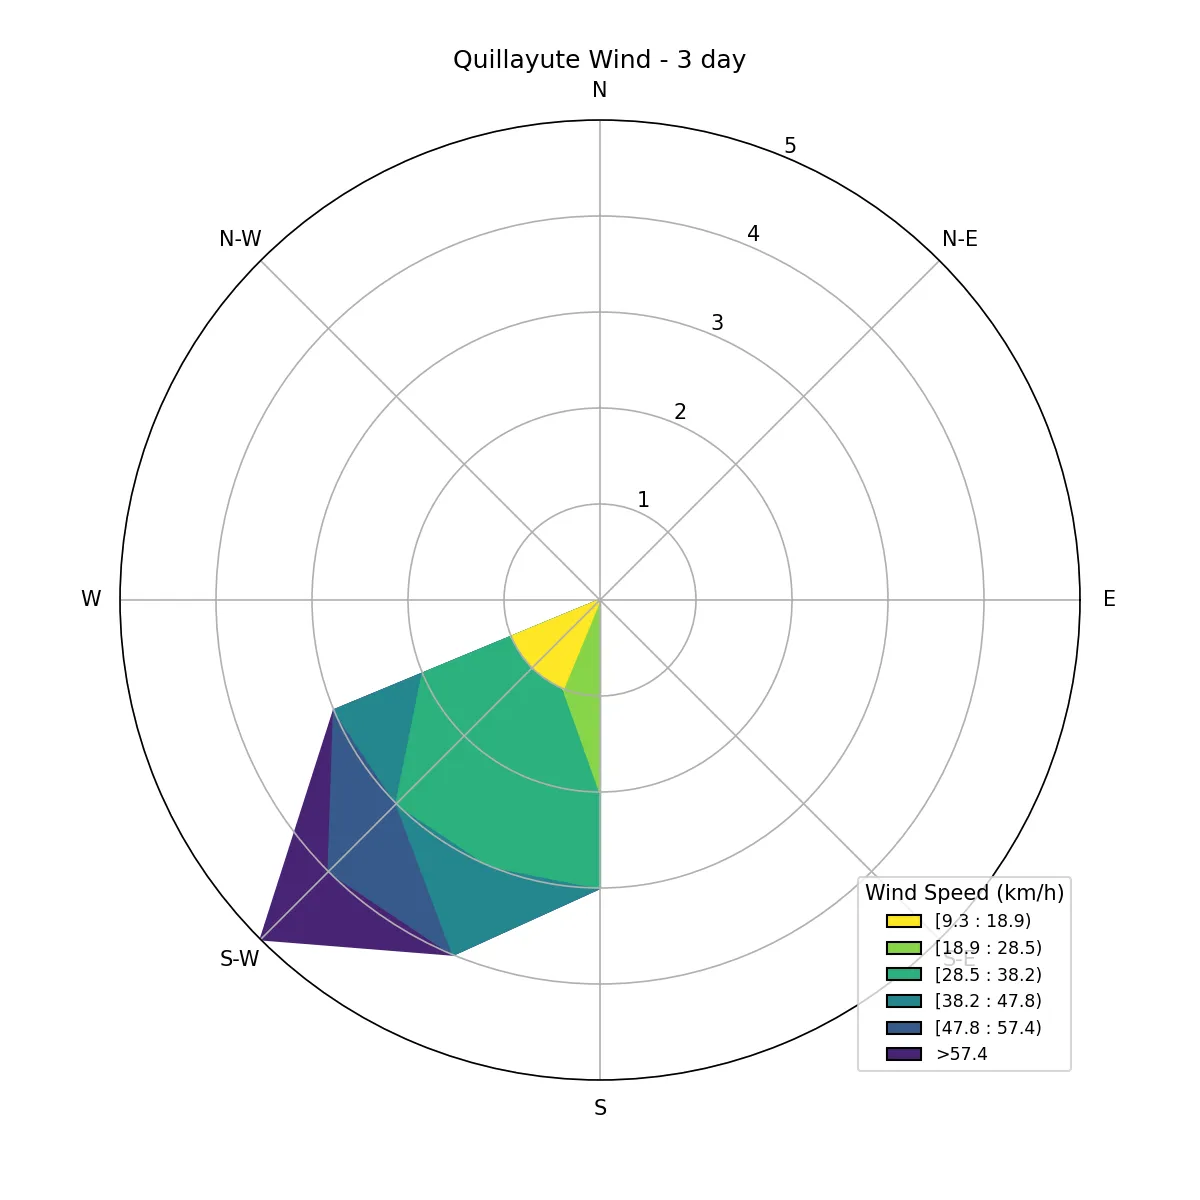 Quillayute Wind - 3 day
N
5
N-W
N-E
4
3
2
1
W
E
Wind Speed (km/h)
[9.3 : 18.9)
[18.9 : 28.5)
S-W
S-E
[28.5 : 38.2)
[38.2 : 47.8)
[47.8 : 57.4)
>57.4
S